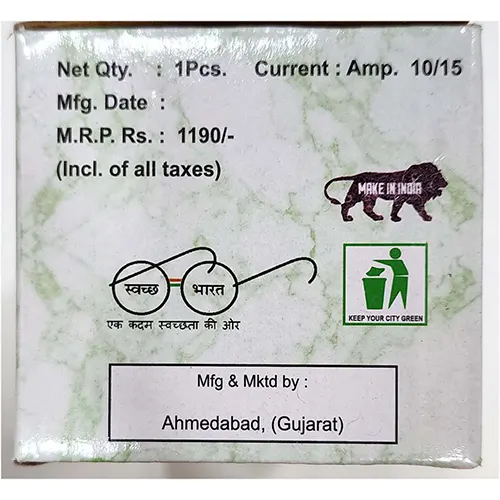 Net Qty. : 1Pcs. Current : Amp. 10/15
Mfg. Date :
M.R.P. Rs. : 1190/-
(Incl. of all taxes)
MAKE IN INDIA
स्वच्छ भारत
एक कदम स्वच्छता की ओर
KEEP YOUR CITY GREEN
Mfg & Mktd by :
Ahmedabad, (Gujarat)